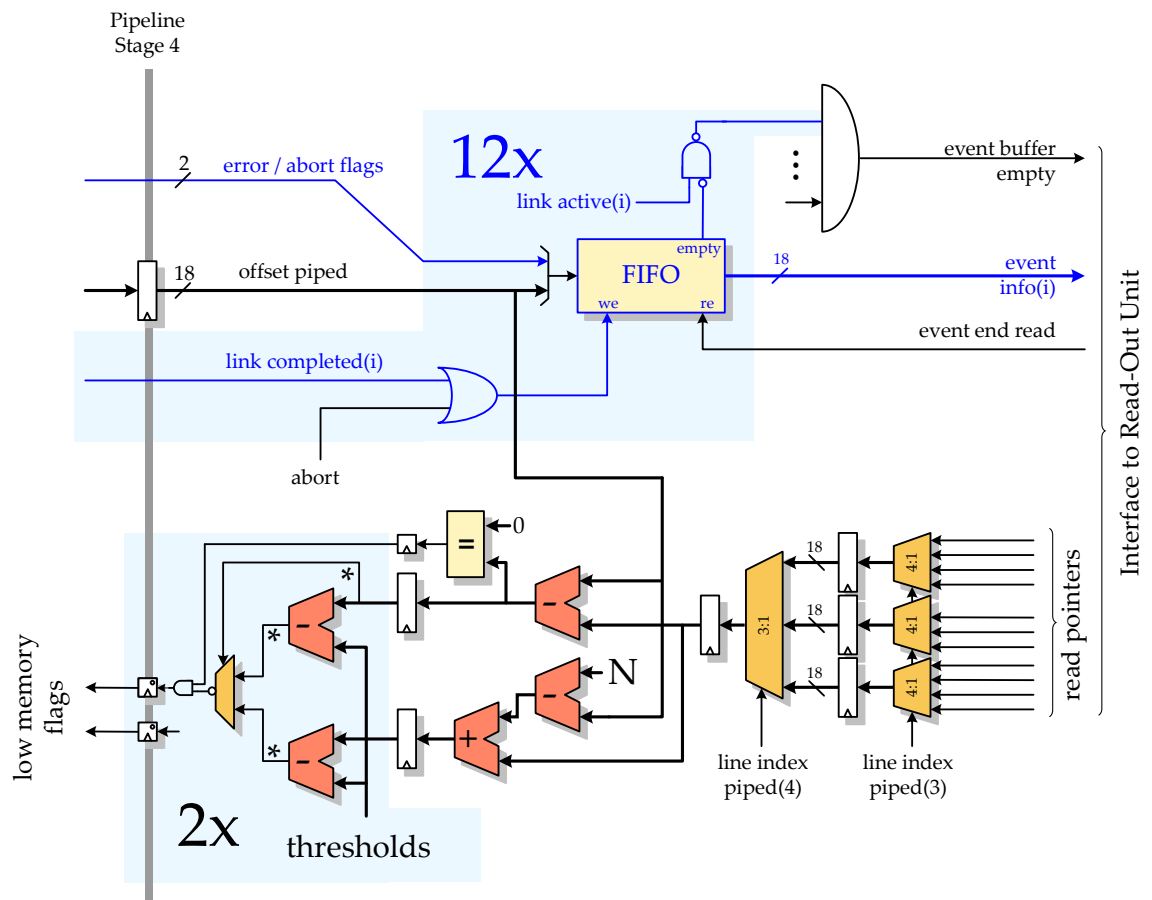 Pipeline
Stage 4
12x
2
error / abort flags
link active(i)
event buffer
empty
empty
18
offset piped
FIFO
18
event
info(i)
we
re
event end read
link completed(i)
abort
Interface to Read-Out Unit
0
=
*
-
-
*
18
4:1
3:1
18
4:1
18
4:1
read pointers
N
-
+
-
*
low memory
flags
line index
piped(4)
line index
piped(3)
2x
thresholds